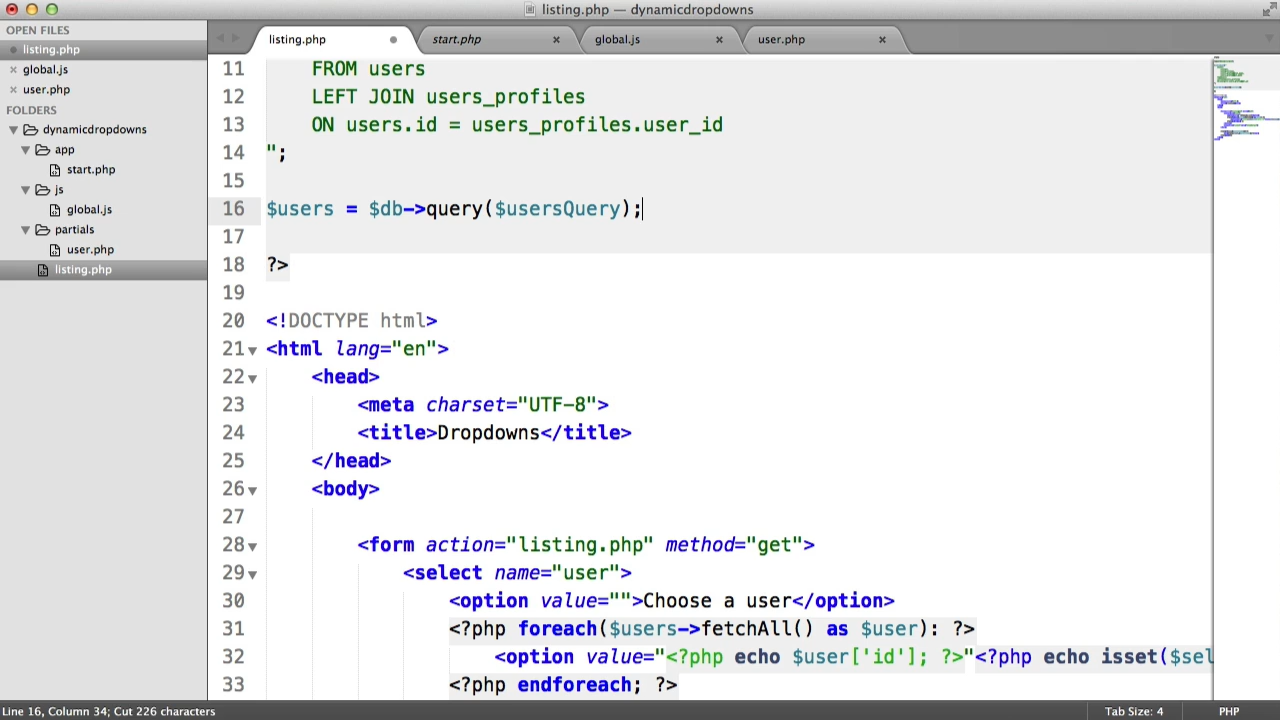 listing.php — dynamicdropdowns
OPEN FILES
listing.php
global.js
user.php
FOLDERS
dynamicdropdowns
app
start.php
js
global.js
partials
user.php
listing.php
listing.php start.php global.js user.php
11 FROM users
12 LEFT JOIN users_profiles
13 ON users.id = users_profiles.user_id
14 ";
15
16 $users = $db->query($usersQuery);
17
18 ?>
19
20 <!DOCTYPE html>
21 <html lang="en">
22 <head>
23 <meta charset="UTF-8">
24 <title>Dropdowns</title>
25 </head>
26 <body>
27
28 <form action="listing.php" method="get">
29 <select name="user">
30 <option value="">Choose a user</option>
31 <?php foreach($users->fetchAll() as $user): ?>
32 <option value="<?php echo $user['id']; ?>"<?php echo isset($sel
33 <?php endforeach; ?>
Line 16, Column 34; Cut 226 characters Tab Size: 4 PHP